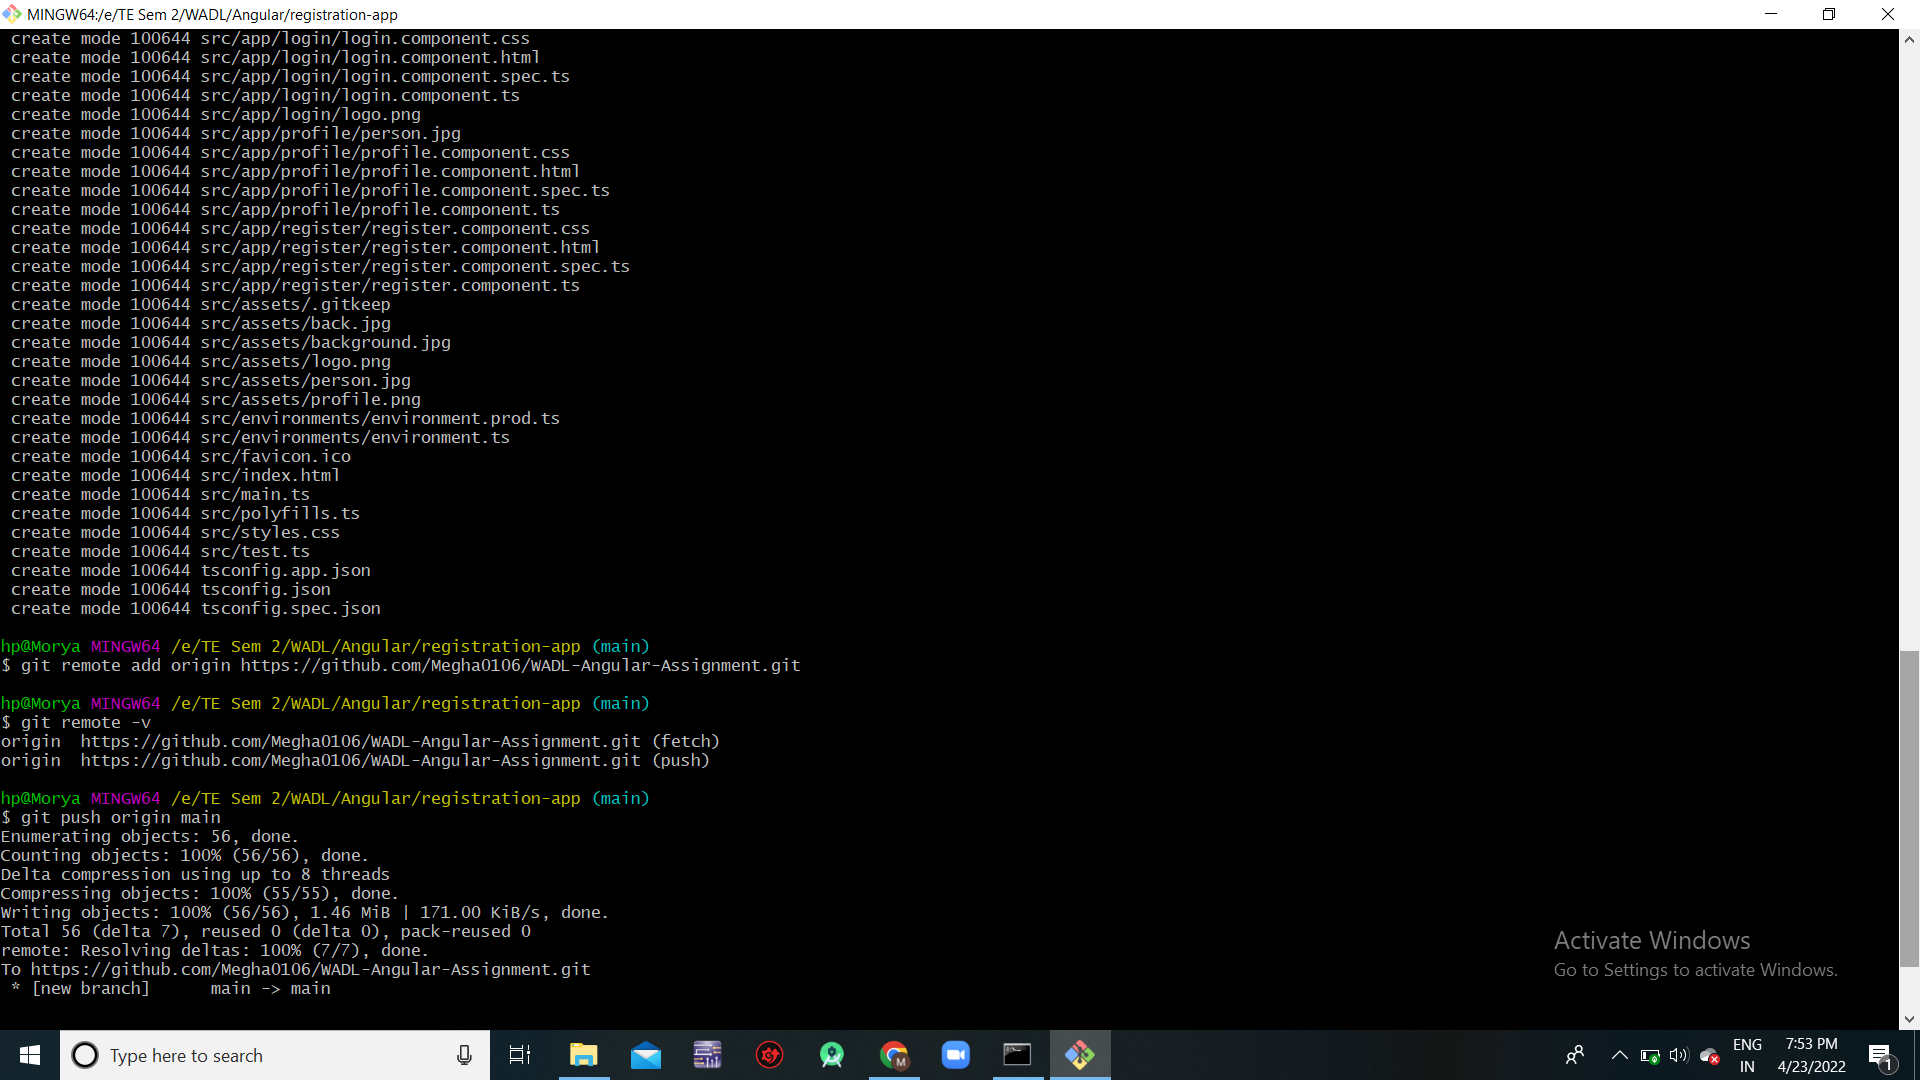 MINGW64:/e/TE Sem 2/WADL/Angular/registration-app
create mode 100644 src/app/login/login.component.css
create mode 100644 src/app/login/login.component.html
create mode 100644 src/app/login/login.component.spec.ts
create mode 100644 src/app/login/login.component.ts
create mode 100644 src/app/login/logo.png
create mode 100644 src/app/profile/person.jpg
create mode 100644 src/app/profile/profile.component.css
create mode 100644 src/app/profile/profile.component.html
create mode 100644 src/app/profile/profile.component.spec.ts
create mode 100644 src/app/profile/profile.component.ts
create mode 100644 src/app/register/register.component.css
create mode 100644 src/app/register/register.component.html
create mode 100644 src/app/register/register.component.spec.ts
create mode 100644 src/app/register/register.component.ts
create mode 100644 src/assets/.gitkeep
create mode 100644 src/assets/back.jpg
create mode 100644 src/assets/background.jpg
create mode 100644 src/assets/logo.png
create mode 100644 src/assets/person.jpg
create mode 100644 src/assets/profile.png
create mode 100644 src/environments/environment.prod.ts
create mode 100644 src/environments/environment.ts
create mode 100644 src/favicon.ico
create mode 100644 src/index.html
create mode 100644 src/main.ts
create mode 100644 src/polyfills.ts
create mode 100644 src/styles.css
create mode 100644 src/test.ts
create mode 100644 tsconfig.app.json
create mode 100644 tsconfig.json
create mode 100644 tsconfig.spec.json
hp@Morya MINGW64 /e/TE Sem 2/WADL/Angular/registration-app (main)
$ git remote add origin https://github.com/Megha0106/WADL-Angular-Assignment.git
hp@Morya MINGW64 /e/TE Sem 2/WADL/Angular/registration-app (main)
$ git remote -v
origin  https://github.com/Megha0106/WADL-Angular-Assignment.git (fetch)
origin  https://github.com/Megha0106/WADL-Angular-Assignment.git (push)
hp@Morya MINGW64 /e/TE Sem 2/WADL/Angular/registration-app (main)
$ git push origin main
Enumerating objects: 56, done.
Counting objects: 100% (56/56), done.
Delta compression using up to 8 threads
Compressing objects: 100% (55/55), done.
Writing objects: 100% (56/56), 1.46 MiB | 171.00 KiB/s, done.
Total 56 (delta 7), reused 0 (delta 0), pack-reused 0
remote: Resolving deltas: 100% (7/7), done.
To https://github.com/Megha0106/WADL-Angular-Assignment.git
* [new branch]      main -> main
Activate Windows
Go to Settings to activate Windows.
Type here to search
M
ENG
IN
7:53 PM
4/23/2022
1